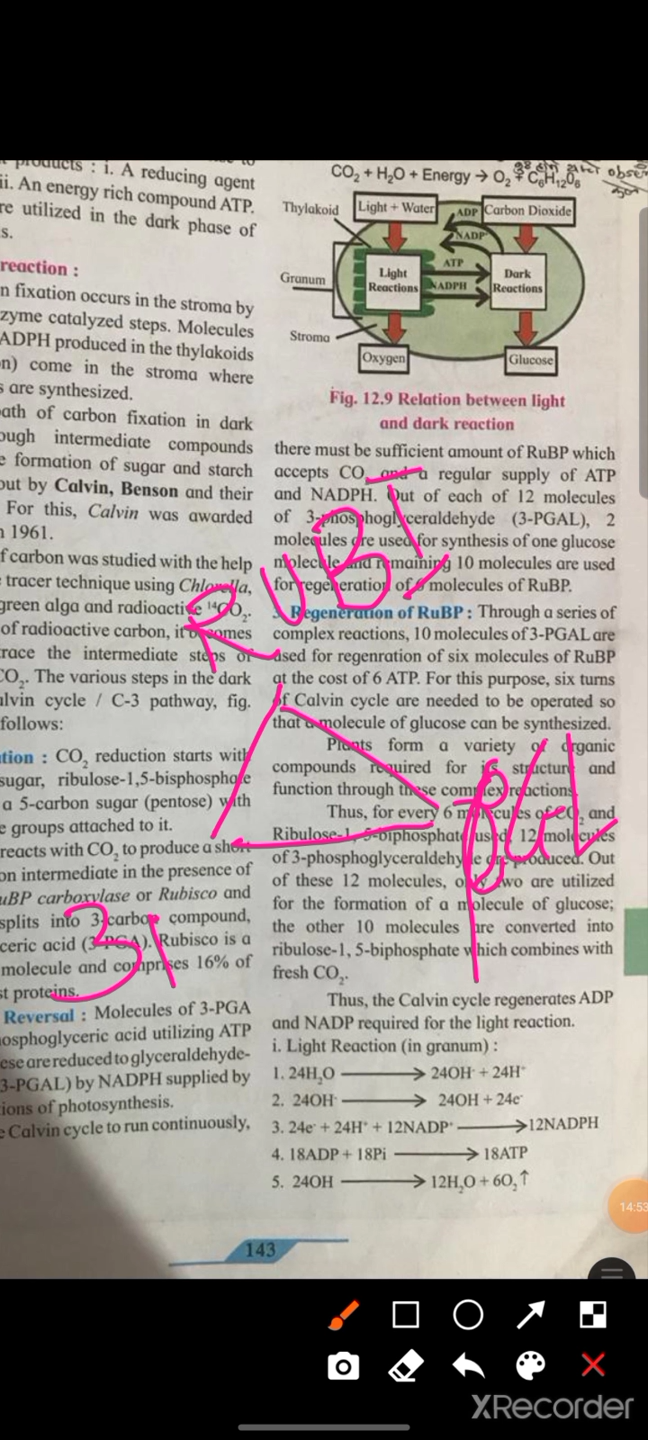 products : i. A reducing agent
ii. An energy rich compound ATP.
re utilized in the dark phase of
s.
reaction :
n fixation occurs in the stroma by
zyme catalyzed steps. Molecules
ADPH produced in the thylakoids
on) come in the stroma where
s are synthesized.
ath of carbon fixation in dark
ough intermediate compounds
e formation of sugar and starch
out by Calvin, Benson and their
For this, Calvin was awarded
n 1961.
f carbon was studied with the help
tracer technique using Chlorella,
green alga and radioactive ¹⁴CO₂.
of radioactive carbon, it becomes
trace the intermediate steps of
CO₂. The various steps in the dark
alvin cycle / C-3 pathway, fig.
follows:
ation : CO₂ reduction starts with
sugar, ribulose-1,5-bisphosphate
a 5-carbon sugar (pentose) with
e groups attached to it.
reacts with CO₂ to produce a short
on intermediate in the presence of
uBP carboxylase or Rubisco and
splits into 3-carbon compound,
ceric acid (3-PGA). Rubisco is a
molecule and comprises 16% of
st proteins.
Reversal : Molecules of 3-PGA
hosphoglyceric acid utilizing ATP
ese are reduced to glyceraldehyde-
3-PGAL) by NADPH supplied by
tions of photosynthesis.
e Calvin cycle to run continuously,
CO₂ + H₂O + Energy → O₂ + C₆H₁₂O₆
Thylakoid
Light + Water
ADP
Carbon Dioxide
NADP
Granum
Light
Reactions
ATP
NADPH
Dark
Reactions
Stroma
Oxygen
Glucose
Fig. 12.9 Relation between light
and dark reaction
there must be sufficient amount of RuBP which
accepts CO₂ and a regular supply of ATP
and NADPH. Out of each of 12 molecules
of 3-phosphoglyceraldehyde (3-PGAL), 2
molecules are used for synthesis of one glucose
molecule and remaining 10 molecules are used
for regeneration of 6 molecules of RuBP.
3. Regeneration of RuBP : Through a series of
complex reactions, 10 molecules of 3-PGAL are
used for regenration of six molecules of RuBP
at the cost of 6 ATP. For this purpose, six turns
of Calvin cycle are needed to be operated so
that a molecule of glucose can be synthesized.
Plants form a variety of organic
compounds required for its structure and
function through these complex reactions.
Thus, for every 6 molecules of CO₂ and
Ribulose-1, 5-biphosphate used, 12 molecules
of 3-phosphoglyceraldehyde are produced. Out
of these 12 molecules, only two are utilized
for the formation of a molecule of glucose;
the other 10 molecules are converted into
ribulose-1, 5-biphosphate which combines with
fresh CO₂.
Thus, the Calvin cycle regenerates ADP
and NADP required for the light reaction.
i. Light Reaction (in granum) :
1. 24H₂O ⟶ 24OH⁻ + 24H⁺
2. 24OH⁻ ⟶ 24OH + 24e⁻
3. 24e⁻ + 24H⁺ + 12NADP⁺ ⟶ 12NADPH
4. 18ADP + 18Pi ⟶ 18ATP
5. 24OH ⟶ 12H₂O + 6O₂↑
143
14:53
XRecorder